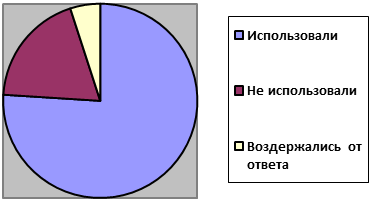 Использовали
Не использовали
Воздержались от
ответа